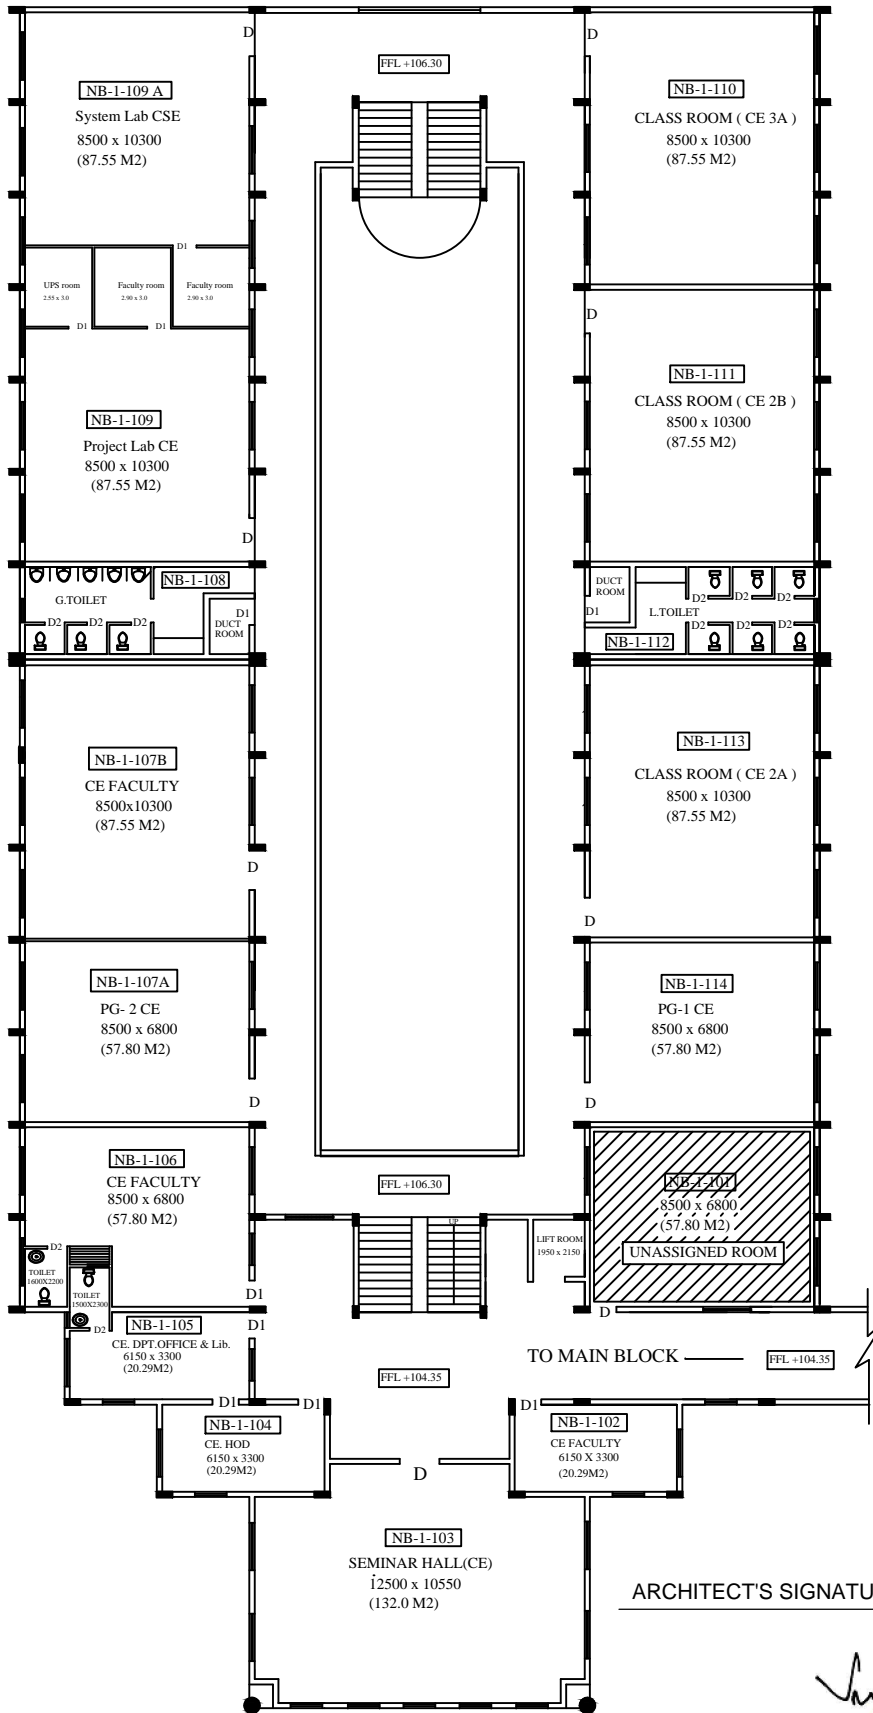 D
D
FFL +106.30
NB-1-109 A
System Lab CSE
8500 x 10300
(87.55 M2)
NB-1-110
CLASS ROOM ( CE 3A )
8500 x 10300
(87.55 M2)
D1
UPS room
2.55 x 3.0
Faculty room
2.90 x 3.0
Faculty room
2.90 x 3.0
D1
D1
D
NB-1-111
CLASS ROOM ( CE 2B )
8500 x 10300
(87.55 M2)
NB-1-109
Project Lab CE
8500 x 10300
(87.55 M2)
D
NB-1-108
G.TOILET
D2
D2
D2
D1
DUCT
ROOM
DUCT
ROOM
D1
L.TOILET
D2
D2
D2
D2
D2
D2
NB-1-112
NB-1-107B
CE FACULTY
8500x10300
(87.55 M2)
D
NB-1-113
CLASS ROOM ( CE 2A )
8500 x 10300
(87.55 M2)
D
NB-1-107A
PG- 2 CE
8500 x 6800
(57.80 M2)
D
NB-1-114
PG-1 CE
8500 x 6800
(57.80 M2)
D
NB-1-106
CE FACULTY
8500 x 6800
(57.80 M2)
FFL +106.30
NB-1-101
8500 x 6800
(57.80 M2)
UNASSIGNED ROOM
UP
LIFT ROOM
1950 x 2150
D2
TOILET
1600X2200
TOILET
1500X2300
D2
D1
D
NB-1-105
CE. DPT.OFFICE & Lib.
6150 x 3300
(20.29M2)
D1
TO MAIN BLOCK
FFL +104.35
FFL +104.35
D1
D1
D1
NB-1-104
CE. HOD
6150 x 3300
(20.29M2)
NB-1-102
CE FACULTY
6150 X 3300
(20.29M2)
D
NB-1-103
SEMINAR HALL(CE)
12500 x 10550
(132.0 M2)
ARCHITECT'S SIGNATU